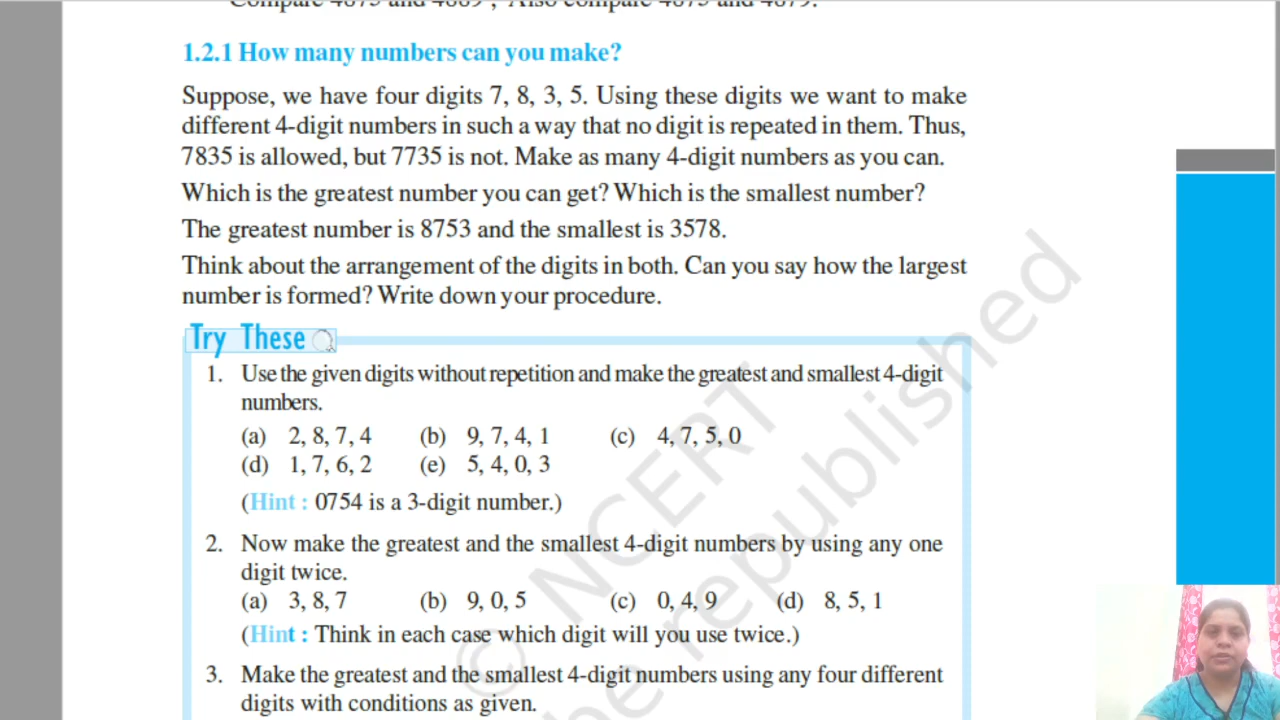 Compare 4875 and 4889 ; Also compare 4875 and 4879.
1.2.1 How many numbers can you make?
Suppose, we have four digits 7, 8, 3, 5. Using these digits we want to make
different 4-digit numbers in such a way that no digit is repeated in them. Thus,
7835 is allowed, but 7735 is not. Make as many 4-digit numbers as you can.
Which is the greatest number you can get? Which is the smallest number?
The greatest number is 8753 and the smallest is 3578.
Think about the arrangement of the digits in both. Can you say how the largest
number is formed? Write down your procedure.
Try These
1. Use the given digits without repetition and make the greatest and smallest 4-digit
numbers.
(a) 2, 8, 7, 4 (b) 9, 7, 4, 1 (c) 4, 7, 5, 0
(d) 1, 7, 6, 2 (e) 5, 4, 0, 3
(Hint : 0754 is a 3-digit number.)
2. Now make the greatest and the smallest 4-digit numbers by using any one
digit twice.
(a) 3, 8, 7 (b) 9, 0, 5 (c) 0, 4, 9 (d) 8, 5, 1
(Hint : Think in each case which digit will you use twice.)
3. Make the greatest and the smallest 4-digit numbers using any four different
digits with conditions as given.
© NCERT
be republished